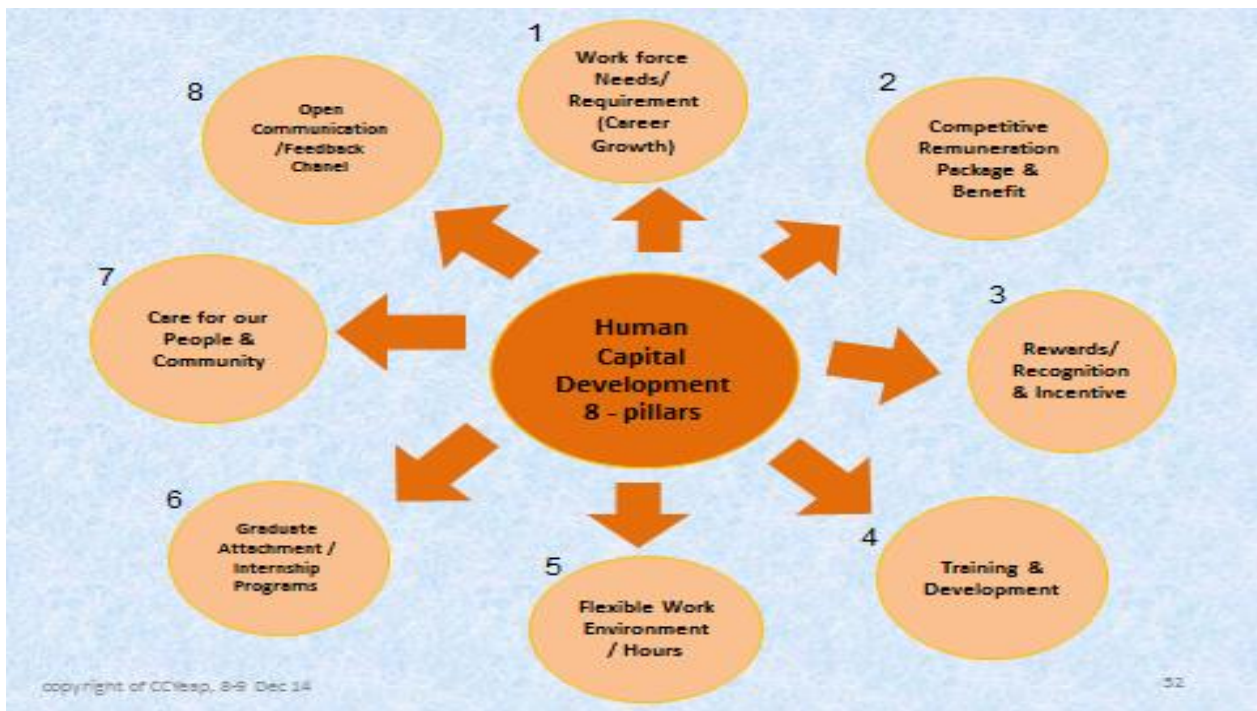 1
Work force
Needs/
Requirement
(Career
Growth)
2
Competitive
Remuneration
Package &
Benefit
3
Rewards/
Recognition
& Incentive
4
Training &
Development
5
Flexible Work
Environment
/ Hours
6
Graduate
Attachment /
Internship
Programs
7
Care for our
People &
Community
8
Open
Communication
/Feedback
Chanel
Human
Capital
Development
8 - pillars
copyright of CCYeap, 8-9 Dec 14
52